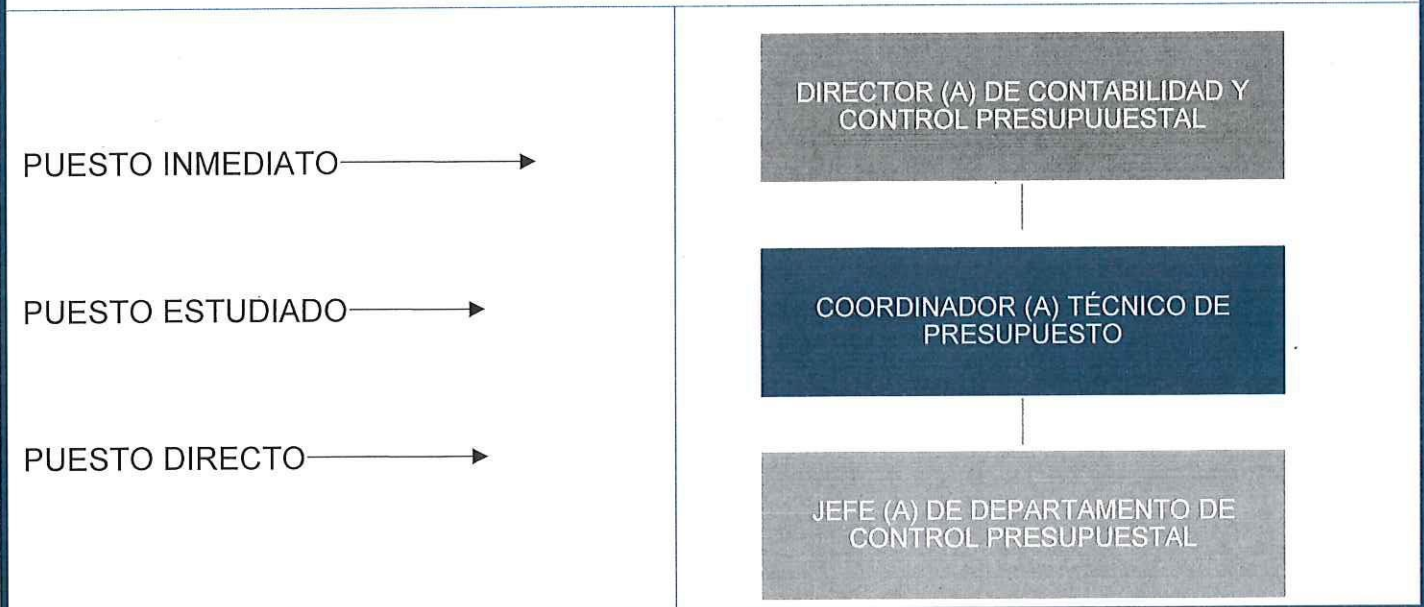 PUESTO INMEDIATO
DIRECTOR (A) DE CONTABILIDAD Y
CONTROL PRESUPUUESTAL
PUESTO ESTUDIADO
COORDINADOR (A) TÉCNICO DE
PRESUPUESTO
PUESTO DIRECTO
JEFE (A) DE DEPARTAMENTO DE
CONTROL PRESUPUESTAL